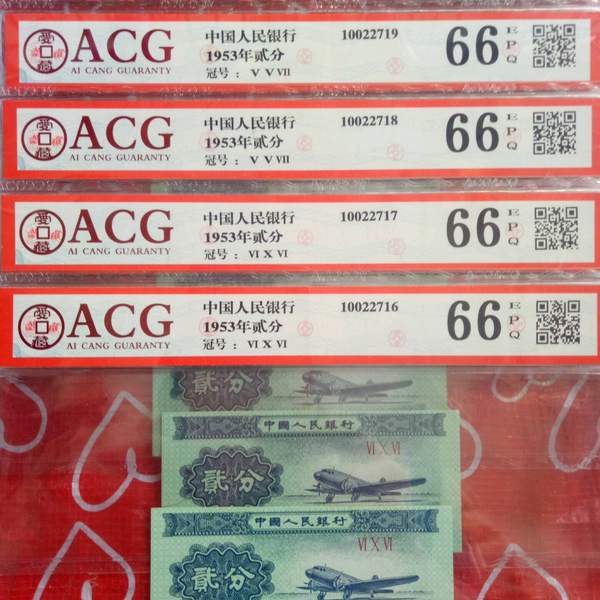 ACG
AI CANG GUARANTY
中国人民银行
1953年贰分
冠号：V V VII
10022719
66
E
P
Q
ACG
AI CANG GUARANTY
中国人民银行
1953年贰分
冠号：V V VII
10022718
66
E
P
Q
ACG
AI CANG GUARANTY
中国人民银行
1953年贰分
冠号：VI X VI
10022717
66
E
P
Q
ACG
AI CANG GUARANTY
中国人民银行
1953年贰分
冠号：VI X VI
10022716
66
E
P
Q
貳分
中國人民銀行
VI X VI
貳分
中國人民銀行
VI X VI
貳分